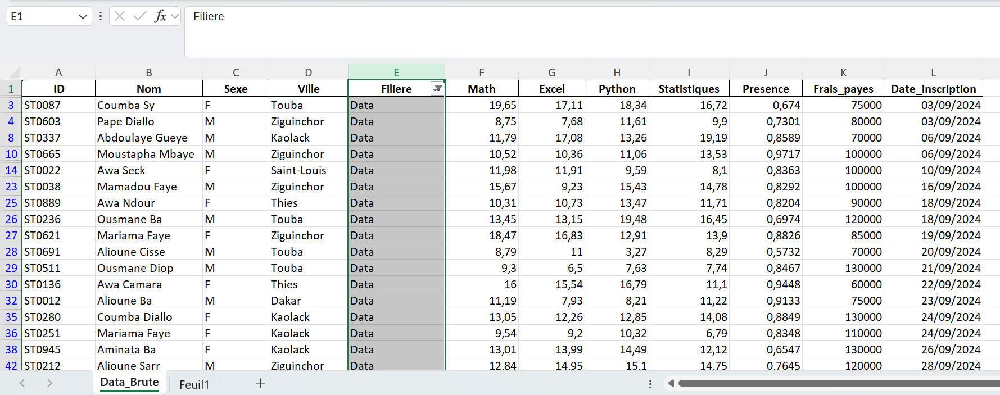 E1 fx Filiere
A B C D E F G H I J K L
1 ID Nom Sexe Ville Filiere Math Excel Python Statistiques Presence Frais_payes Date_inscription
3 ST0087 Coumba Sy F Touba Data 19,65 17,11 18,34 16,72 0,674 75000 03/09/2024
4 ST0603 Pape Diallo M Ziguinchor Data 8,75 7,68 11,61 9,9 0,7301 80000 03/09/2024
8 ST0337 Abdoulaye Gueye M Kaolack Data 11,79 17,08 13,26 19,19 0,8589 70000 06/09/2024
10 ST0665 Moustapha Mbaye M Ziguinchor Data 10,52 10,36 11,06 13,53 0,9717 100000 06/09/2024
14 ST0022 Awa Seck F Saint-Louis Data 11,98 11,91 9,59 8,1 0,8363 100000 10/09/2024
23 ST0038 Mamadou Faye M Ziguinchor Data 15,67 9,23 15,43 14,78 0,8292 100000 16/09/2024
25 ST0889 Awa Ndour F Thies Data 10,31 10,73 13,47 11,71 0,8204 90000 18/09/2024
26 ST0236 Ousmane Ba M Touba Data 13,45 13,15 19,48 16,45 0,6974 120000 18/09/2024
27 ST0621 Mariama Faye F Ziguinchor Data 18,47 16,83 12,91 13,9 0,8826 85000 19/09/2024
28 ST0691 Alioune Cisse M Touba Data 8,79 11 3,27 8,29 0,5732 70000 20/09/2024
29 ST0511 Ousmane Diop M Touba Data 9,3 6,5 7,63 7,74 0,8467 130000 21/09/2024
30 ST0136 Awa Camara F Thies Data 16 15,54 16,79 11,1 0,9448 60000 22/09/2024
32 ST0012 Alioune Ba M Dakar Data 11,19 7,93 8,21 11,22 0,9133 75000 23/09/2024
35 ST0280 Coumba Diallo F Kaolack Data 13,05 12,26 12,85 14,08 0,8849 130000 24/09/2024
36 ST0251 Mariama Faye F Kaolack Data 9,54 9,2 10,32 6,79 0,8348 110000 24/09/2024
38 ST0945 Aminata Ba F Kaolack Data 13,01 13,99 14,49 12,12 0,6547 130000 26/09/2024
42 ST0212 Alioune Sarr M Ziguinchor Data 12,84 14,95 15,1 14,75 0,7645 120000 28/09/2024
Data_Brute Feuil1